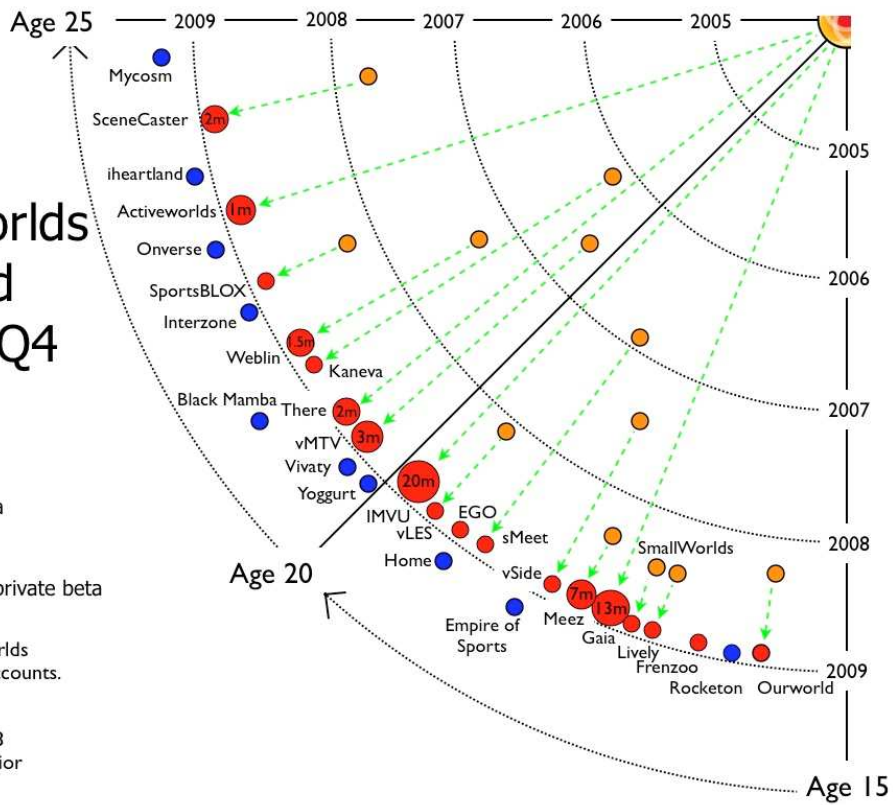 Age 25
2009
2008
2007
2006
2005
Mycosm
SceneCaster
2m
iheartland
Activeworlds
1m
Onverse
SportsBLOX
Interzone
1.5m
Weblin
Kaneva
Black Mamba
There
2m
vMTV
3m
Vivaty
Yoggurt
20m
IMVU
vLES
EGO
sMeet
Home
Age 20
vSide
SmallWorlds
Empire of
Sports
Meez
7m
13m
Gaia
Lively
Frenzoo
Rocketon
Ourworld
2005
2006
2007
2008
2009
Age 15
orlds
d
Q4
a
private beta
rlds
counts.
3
ior